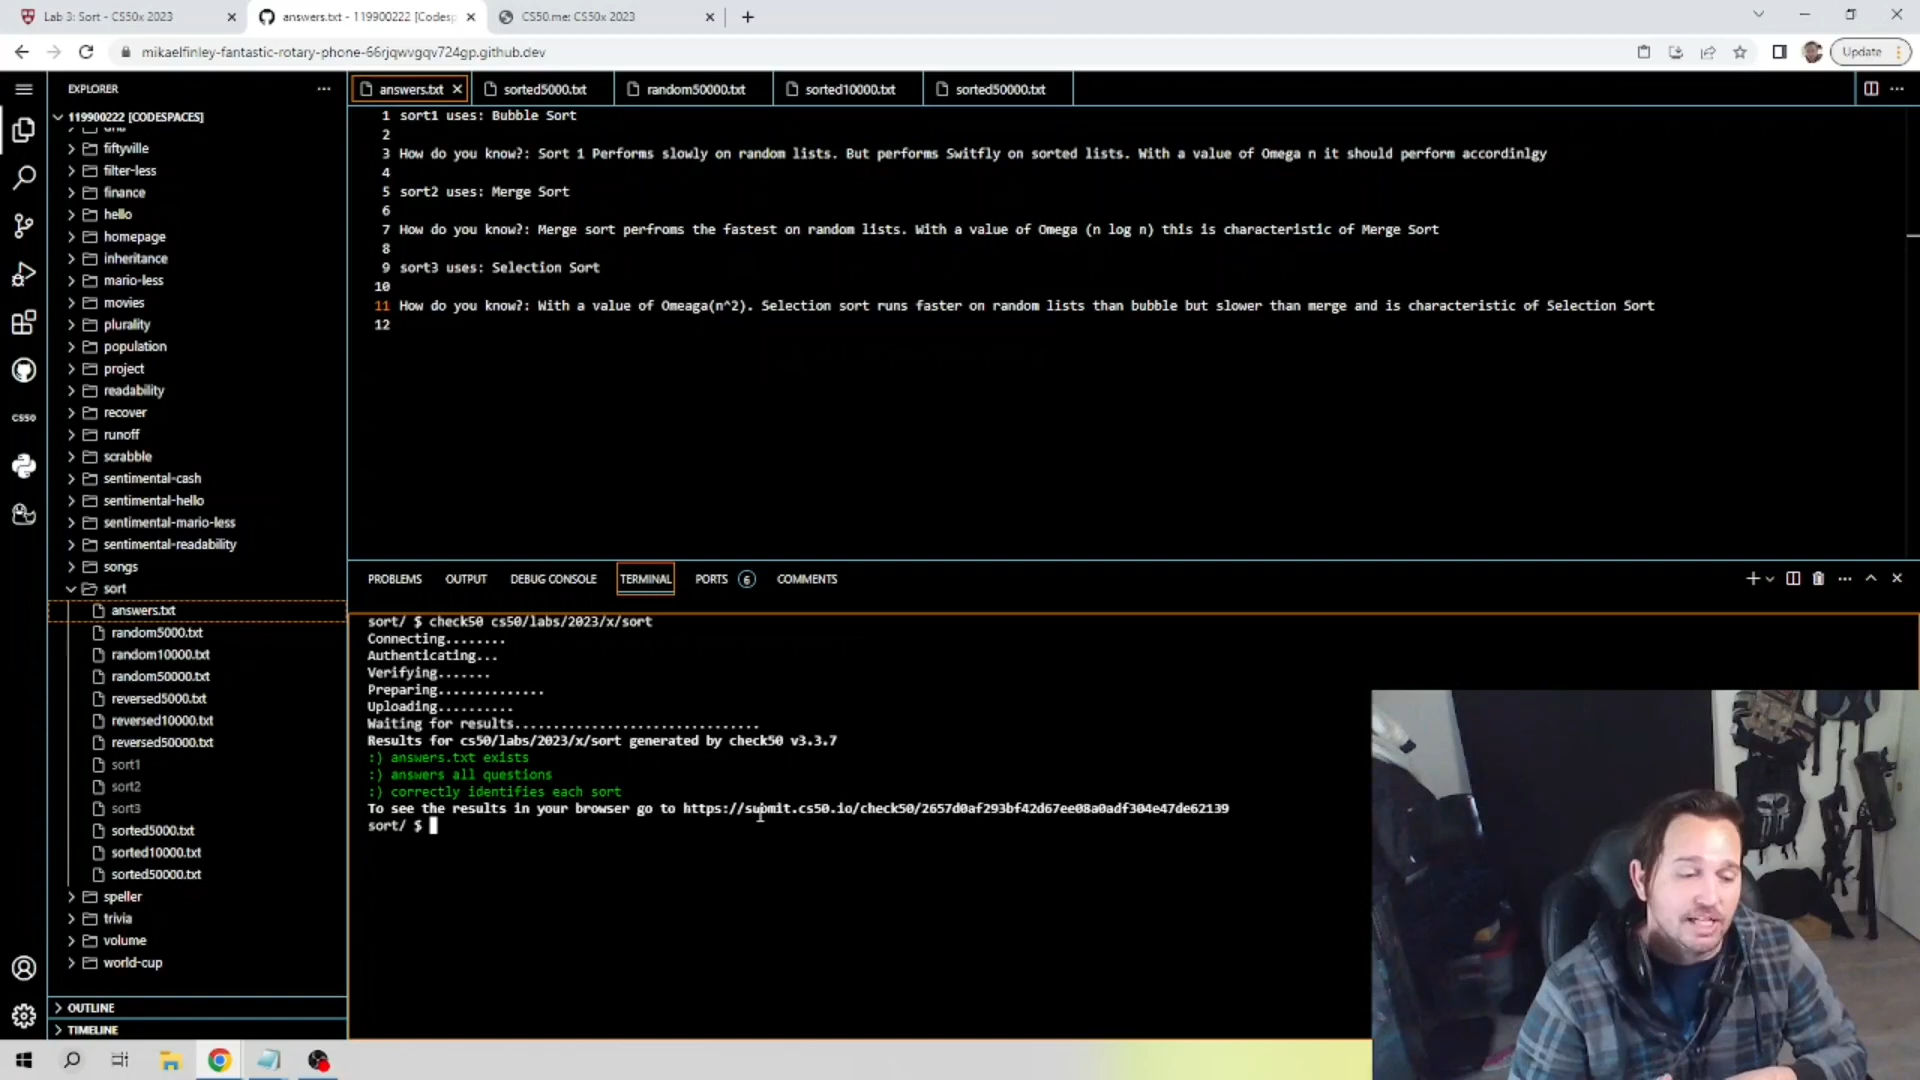 Lab 3: Sort - CS50x 2023
answers.txt - 119900222 [Codesp
CS50.me: CS50x 2023
mikaelfinley-fantastic-rotary-phone-66rjqwvgqv724gp.github.dev
Update
EXPLORER
answers.txt
sorted5000.txt
random50000.txt
sorted10000.txt
sorted50000.txt
119900222 [CODESPACES]
fiftyville
filter-less
finance
hello
homepage
inheritance
mario-less
movies
plurality
population
project
readability
recover
runoff
scrabble
sentimental-cash
sentimental-hello
sentimental-mario-less
sentimental-readability
songs
sort
answers.txt
random5000.txt
random10000.txt
random50000.txt
reversed5000.txt
reversed10000.txt
reversed50000.txt
sort1
sort2
sort3
sorted5000.txt
sorted10000.txt
sorted50000.txt
speller
trivia
volume
world-cup
OUTLINE
TIMELINE
CS50
1 sort1 uses: Bubble Sort
2
3 How do you know?: Sort 1 Performs slowly on random lists. But performs Switfly on sorted lists. With a value of Omega n it should perform accordinlgy
4
5 sort2 uses: Merge Sort
6
7 How do you know?: Merge sort perfroms the fastest on random lists. With a value of Omega (n log n) this is characteristic of Merge Sort
8
9 sort3 uses: Selection Sort
10
11 How do you know?: With a value of Omeaga(n^2). Selection sort runs faster on random lists than bubble but slower than merge and is characteristic of Selection Sort
12
PROBLEMS OUTPUT DEBUG CONSOLE TERMINAL PORTS 6 COMMENTS
sort/ $ check50 cs50/labs/2023/x/sort
Connecting........
Authenticating...
Verifying.......
Preparing..............
Uploading..........
Waiting for results................................
Results for cs50/labs/2023/x/sort generated by check50 v3.3.7
:) answers.txt exists
:) answers all questions
:) correctly identifies each sort
To see the results in your browser go to https://submit.cs50.io/check50/2657d0af293bf42d67ee08a0adf304e47de62139
sort/ $